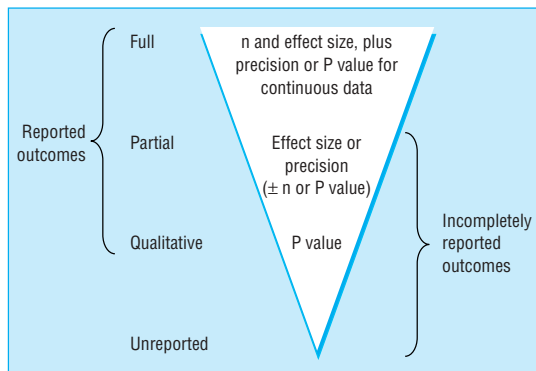 Full
n and effect size, plus
precision or P value for
continuous data
Reported
outcomes
Partial
Effect size or
precision
(± n or P value)
Qualitative
P value
Incompletely
reported
outcomes
Unreported